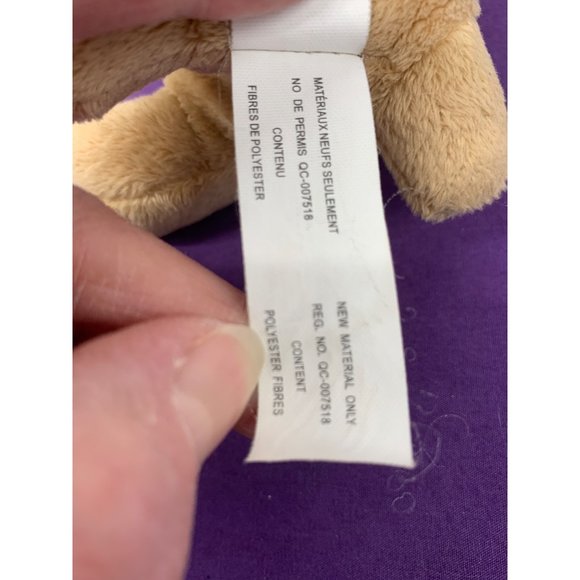 MATÉRIAUX NEUFS SEULEMENT
NO DE PERMIS QC-007518
CONTENU
FIBRES DE POLYESTER
NEW MATERIAL ONLY
REG. NO. QC-007518
CONTENT
POLYESTER FIBRES